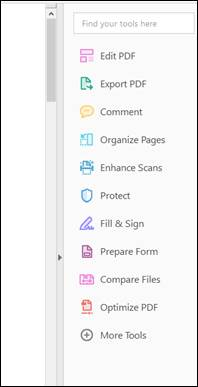 Find your tools here
Edit PDF
Export PDF
Comment
Organize Pages
Enhance Scans
Protect
Fill & Sign
Prepare Form
Compare Files
Optimize PDF
More Tools